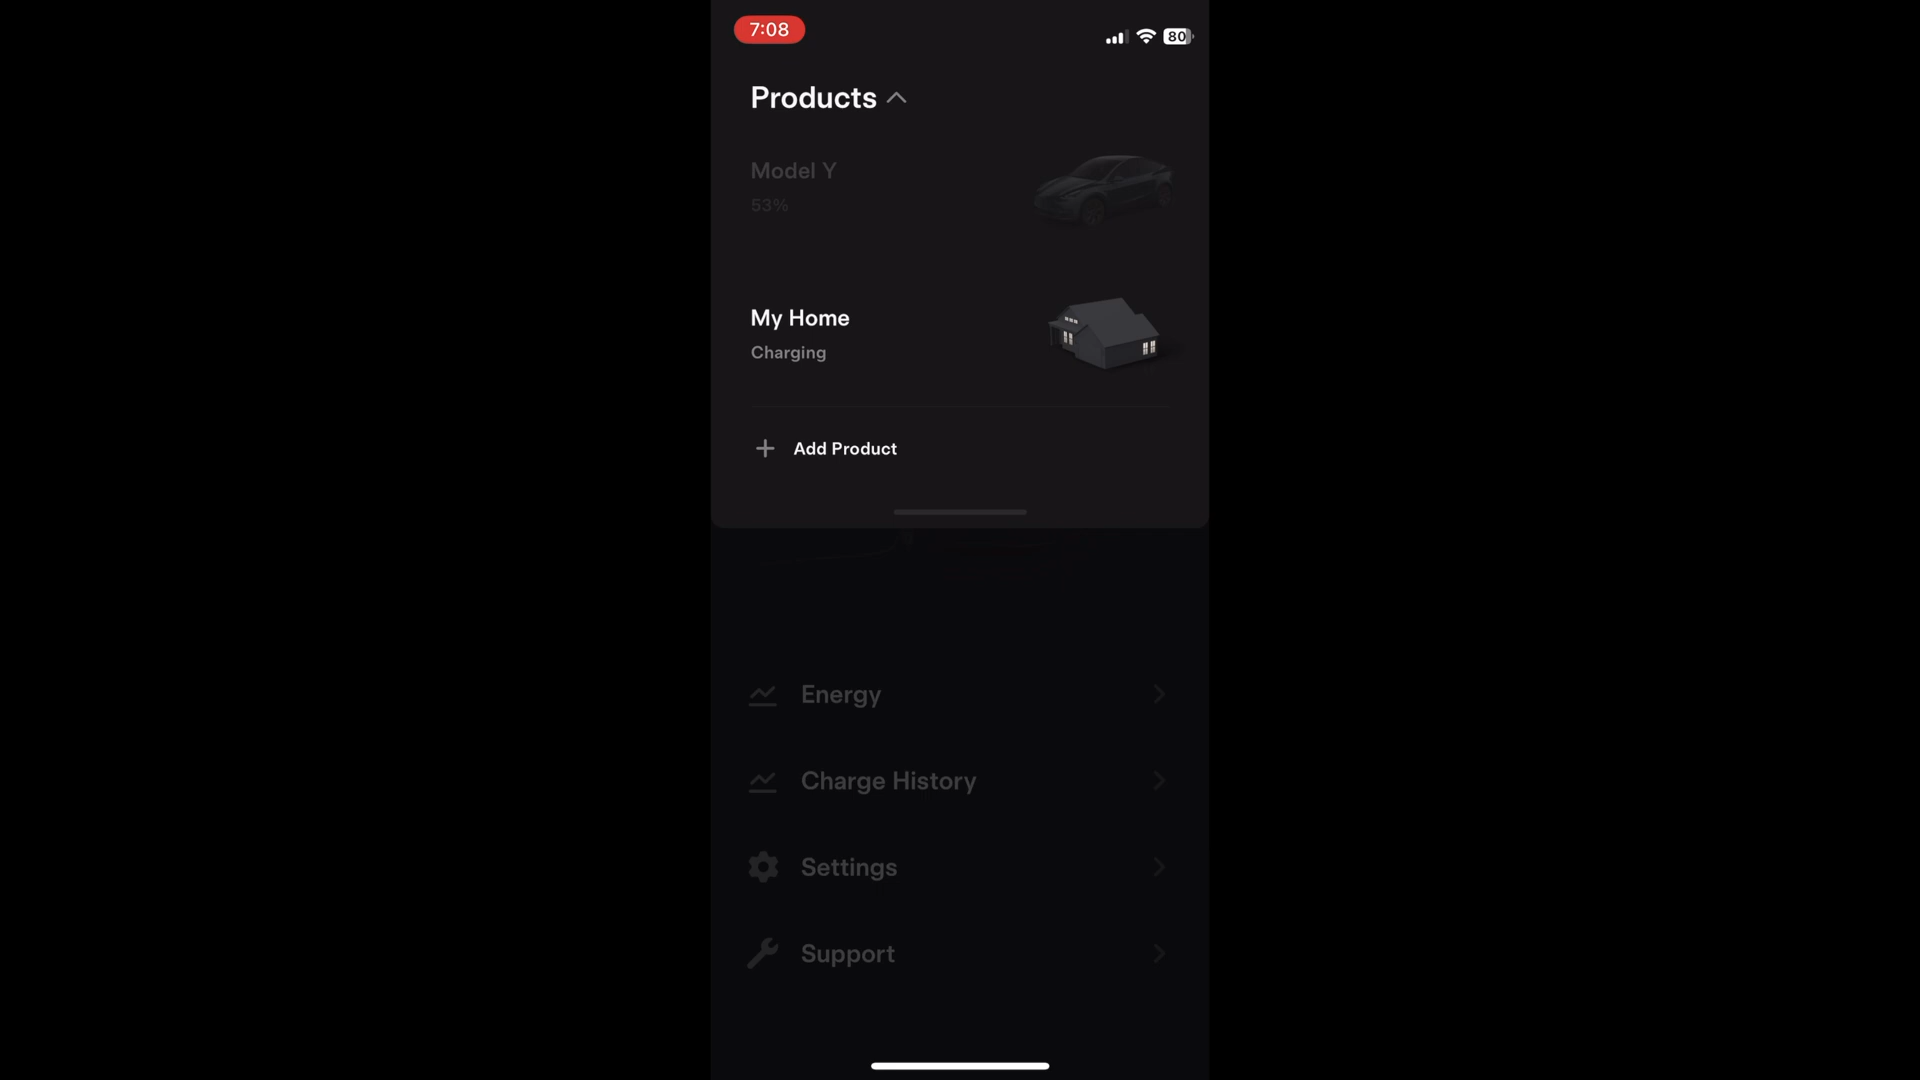 7:08
80
Products
Model Y
53%
My Home
Charging
Add Product
Energy
Charge History
Settings
Support